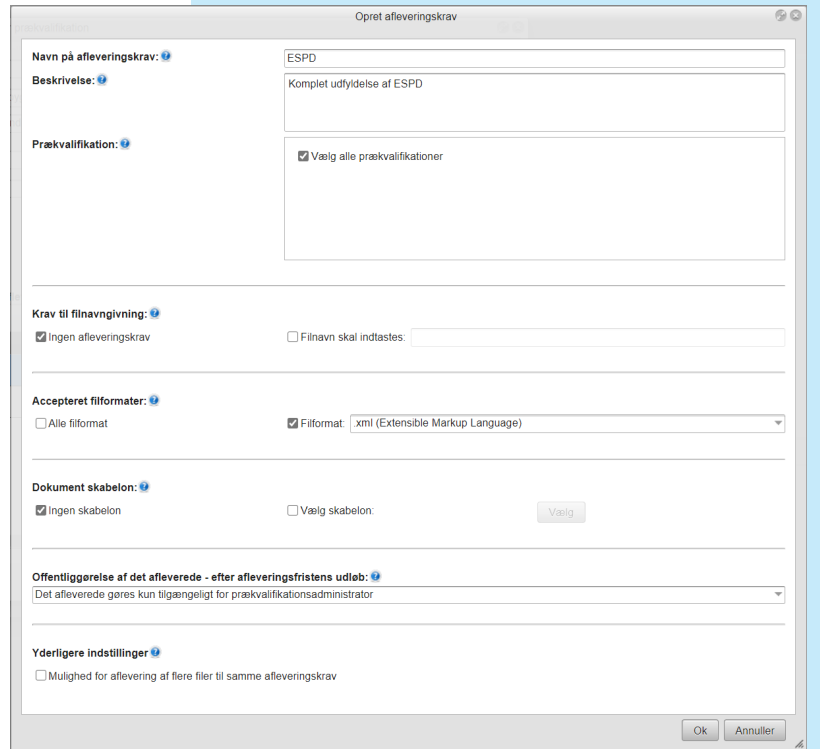 Opret afleveringskrav
Navn på afleveringskrav:
ESPD
Beskrivelse:
Komplet udfyldelse af ESPD
Prækvalifikation:
Vælg alle prækvalifikationer
Krav til filnavngivning:
Ingen afleveringskrav
Filnavn skal indtastes:
Accepteret filformater:
Alle filformat
Filformat: .xml (Extensible Markup Language)
Dokument skabelon:
Ingen skabelon
Vælg skabelon:
Vælg
Offentliggørelse af det afleverede - efter afleveringsfristens udløb:
Det afleverede gøres kun tilgængeligt for prækvalifikationsadministrator
Yderligere indstillinger
Mulighed for aflevering af flere filer til samme afleveringskrav
Ok
Annuller